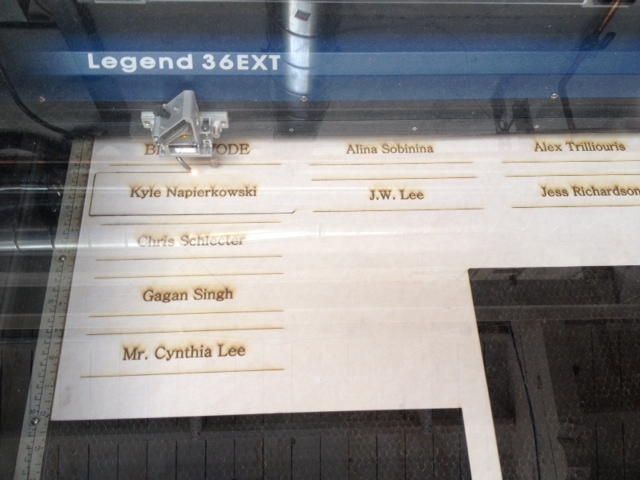 Legend 36EXT
Alina Sobinina
Alex Trilliouris
Kyle Napierkowski
J.W. Lee
Jess Richardson
Chris Schlecter
Gagan Singh
Mr. Cynthia Lee